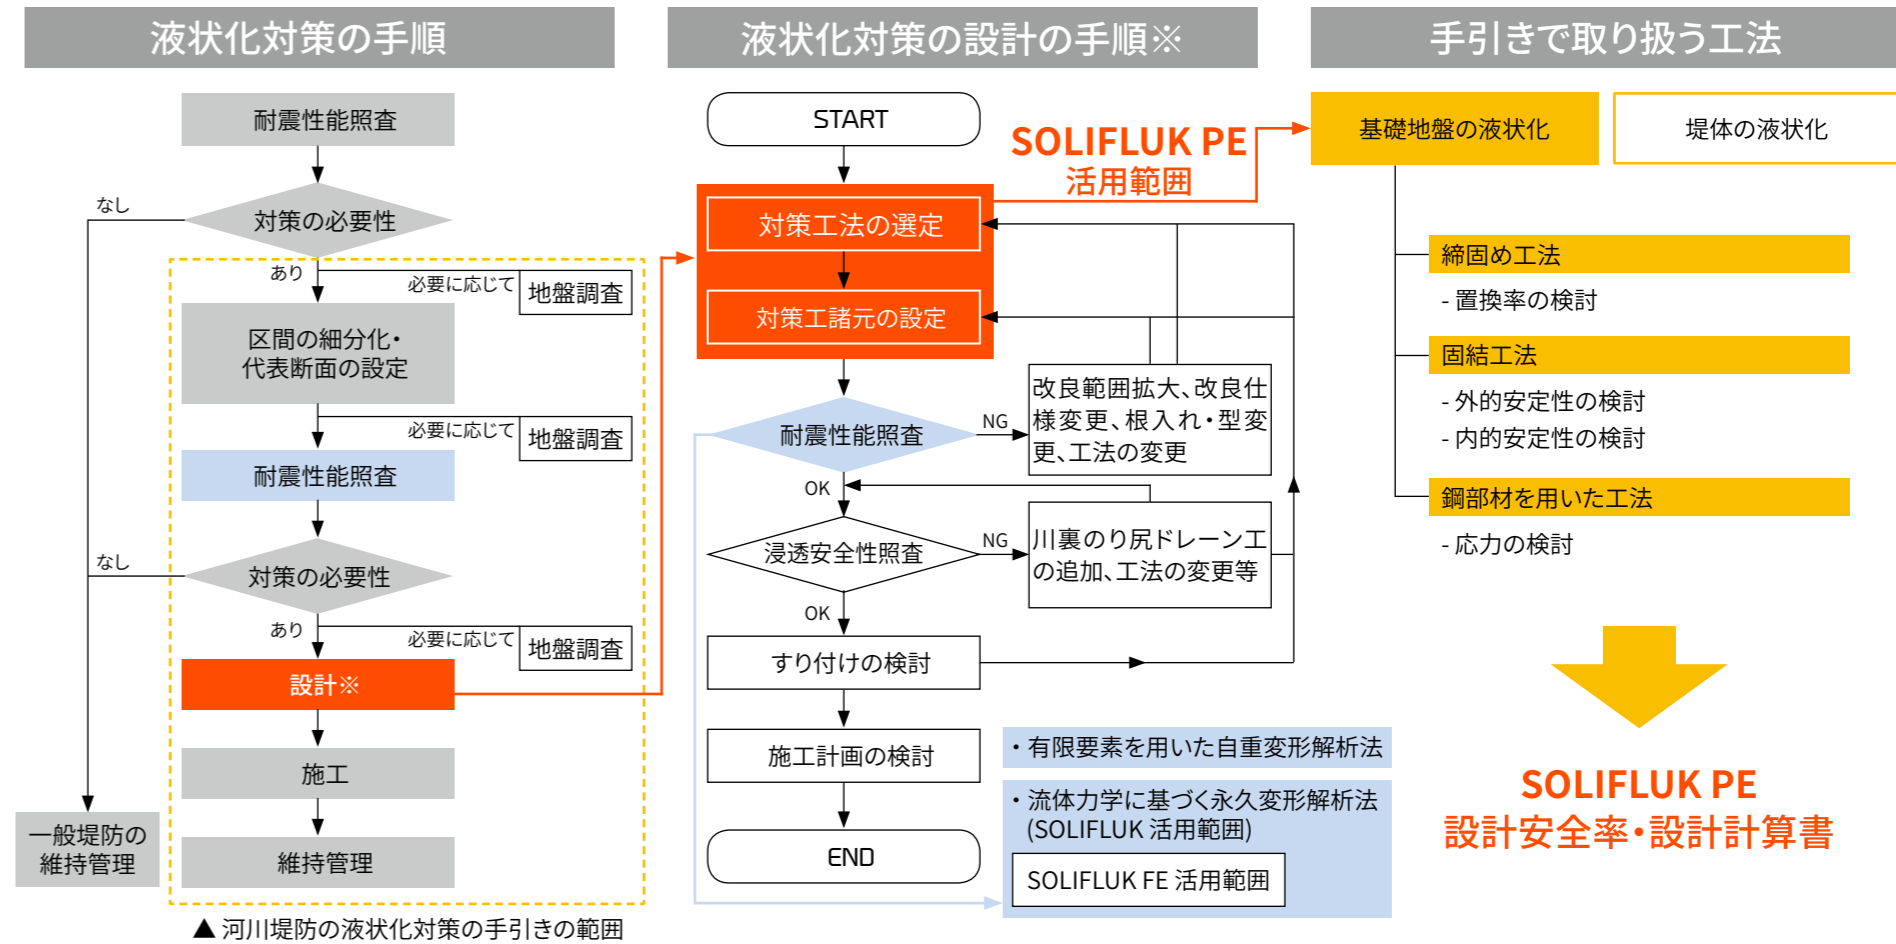 液状化対策の手順
耐震性能照査
対策の必要性
なし
あり
必要に応じて
地盤調査
区間の細分化・
代表断面の設定
必要に応じて
地盤調査
耐震性能照査
対策の必要性
なし
あり
必要に応じて
地盤調査
設計※
施工
維持管理
一般堤防の
維持管理
▲ 河川堤防の液状化対策の手引きの範囲
液状化対策の設計の手順※
START
SOLIFLUK PE
活用範囲
対策工法の選定
対策工諸元の設定
耐震性能照査
NG
改良範囲拡大、改良仕
様変更、根入れ・型変
更、工法の変更
OK
浸透安全性照査
NG
川裏のり尻ドレーン工
の追加、工法の変更等
OK
すり付けの検討
施工計画の検討
END
・有限要素を用いた自重変形解析法
・流体力学に基づく永久変形解析法
(SOLIFLUK 活用範囲)
SOLIFLUK FE 活用範囲
手引きで取り扱う工法
基礎地盤の液状化
堤体の液状化
締固め工法
- 置換率の検討
固結工法
- 外的安定性の検討
- 内的安定性の検討
鋼部材を用いた工法
- 応力の検討
SOLIFLUK PE
設計安全率・設計計算書